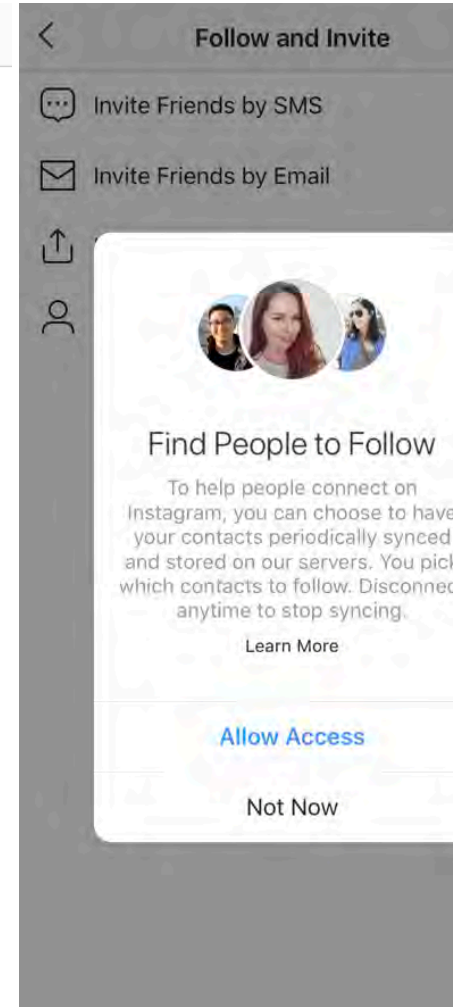 Follow and Invite
Invite Friends by SMS
Invite Friends by Email
Find People to Follow
To help people connect on
Instagram, you can choose to have
your contacts periodically synced
and stored on our servers. You pick
which contacts to follow. Disconnect
anytime to stop syncing.
Learn More
Allow Access
Not Now